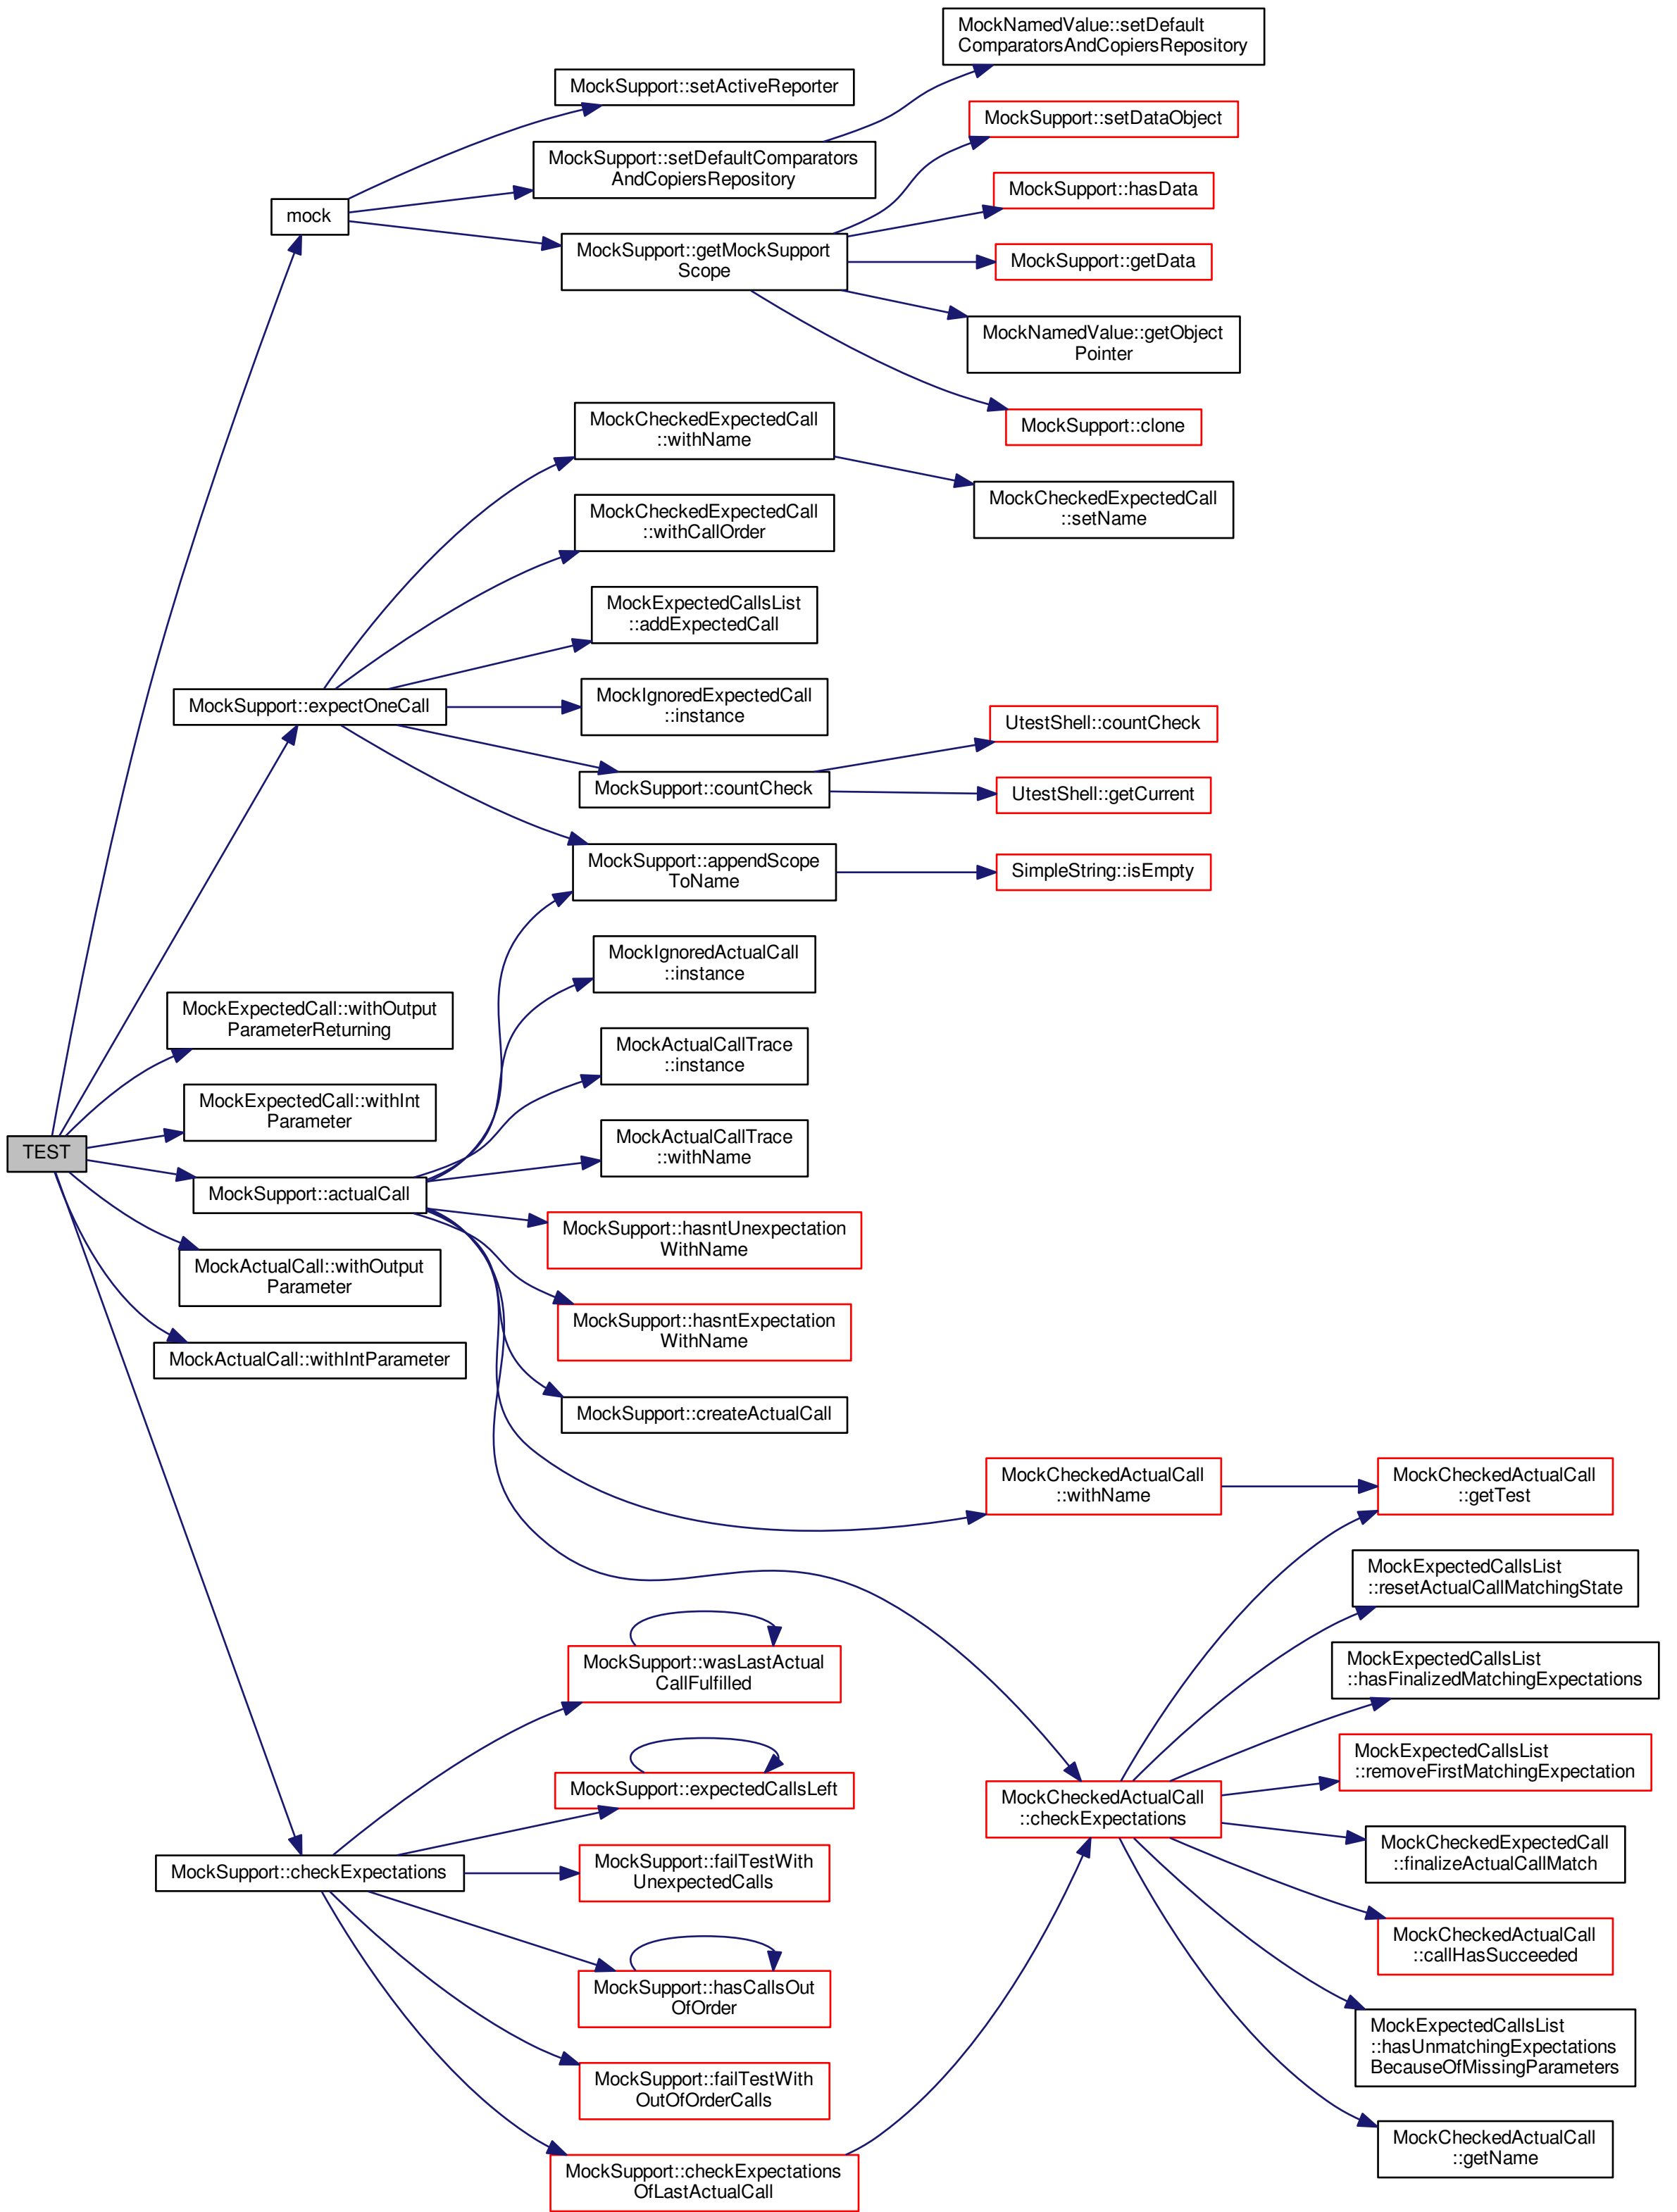 MockNamedValue::setDefault
ComparatorsAndCopiersRepository
MockSupport::setActiveReporter
MockSupport::setDataObject
MockSupport::setDefaultComparators
AndCopiersRepository
MockSupport::hasData
mock
MockSupport::getMockSupport
Scope
MockSupport::getData
MockNamedValue::getObject
Pointer
MockSupport::clone
MockCheckedExpectedCall
::withName
MockCheckedExpectedCall
::setName
MockCheckedExpectedCall
::withCallOrder
MockExpectedCallsList
::addExpectedCall
MockSupport::expectOneCall
MockIgnoredExpectedCall
::instance
UtestShell::countCheck
MockSupport::countCheck
UtestShell::getCurrent
MockSupport::appendScope
ToName
SimpleString::isEmpty
MockIgnoredActualCall
::instance
MockExpectedCall::withOutput
ParameterReturning
MockActualCallTrace
::instance
MockExpectedCall::withInt
Parameter
MockActualCallTrace
::withName
TEST
MockSupport::actualCall
MockSupport::hasntUnexpectation
WithName
MockActualCall::withOutput
Parameter
MockSupport::hasntExpectation
WithName
MockActualCall::withIntParameter
MockSupport::createActualCall
MockCheckedActualCall
::withName
MockCheckedActualCall
::getTest
MockExpectedCallsList
::resetActualCallMatchingState
MockSupport::wasLastActual
CallFulfilled
MockExpectedCallsList
::hasFinalizedMatchingExpectations
MockSupport::expectedCallsLeft
MockCheckedActualCall
::checkExpectations
MockExpectedCallsList
::removeFirstMatchingExpectation
MockSupport::checkExpectations
MockSupport::failTestWith
UnexpectedCalls
MockCheckedExpectedCall
::finalizeActualCallMatch
MockCheckedActualCall
::callHasSucceeded
MockSupport::hasCallsOut
OfOrder
MockExpectedCallsList
::hasUnmatchingExpectations
BecauseOfMissingParameters
MockSupport::failTestWith
OutOfOrderCalls
MockCheckedActualCall
::getName
MockSupport::checkExpectations
OfLastActualCall